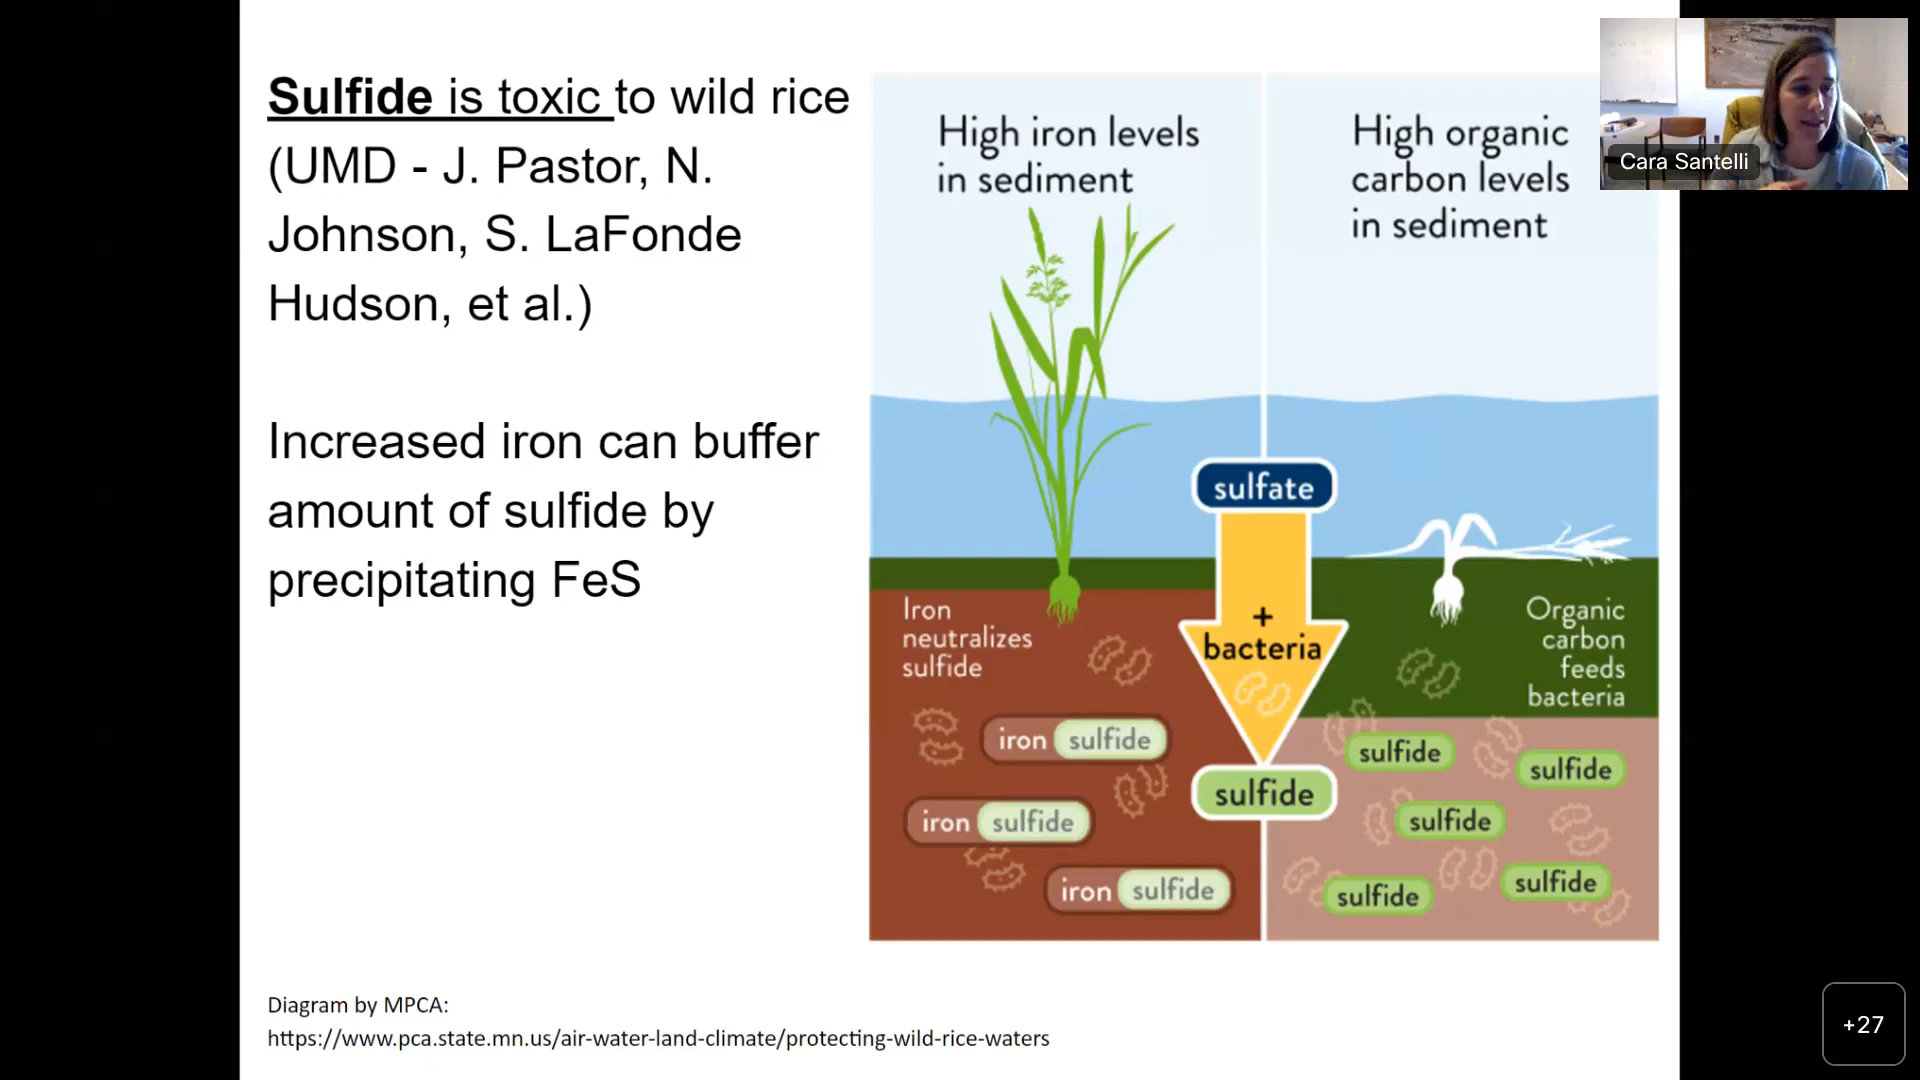 Sulfide is toxic to wild rice
(UMD - J. Pastor, N.
Johnson, S. LaFonde
Hudson, et al.)
Increased iron can buffer
amount of sulfide by
precipitating FeS
High iron levels
in sediment
High organic
carbon levels
in sediment
sulfate
+
bacteria
sulfide
Iron
neutralizes
sulfide
iron sulfide
iron sulfide
iron sulfide
Organic
carbon
feeds
bacteria
sulfide
sulfide
sulfide
sulfide
sulfide
Diagram by MPCA:
https://www.pca.state.mn.us/air-water-land-climate/protecting-wild-rice-waters
Cara Santelli
+27